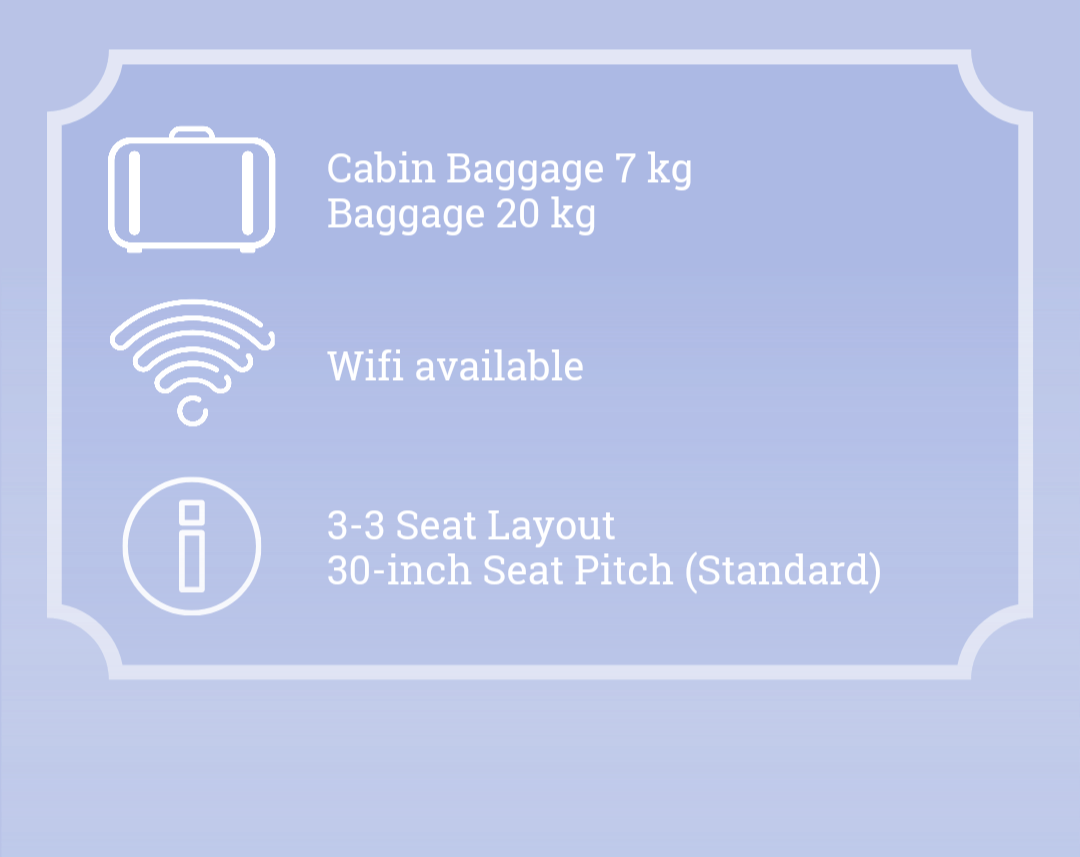 Cabin Baggage 7 kg
Baggage 20 kg
Wifi available
3-3 Seat Layout
30-inch Seat Pitch (Standard)